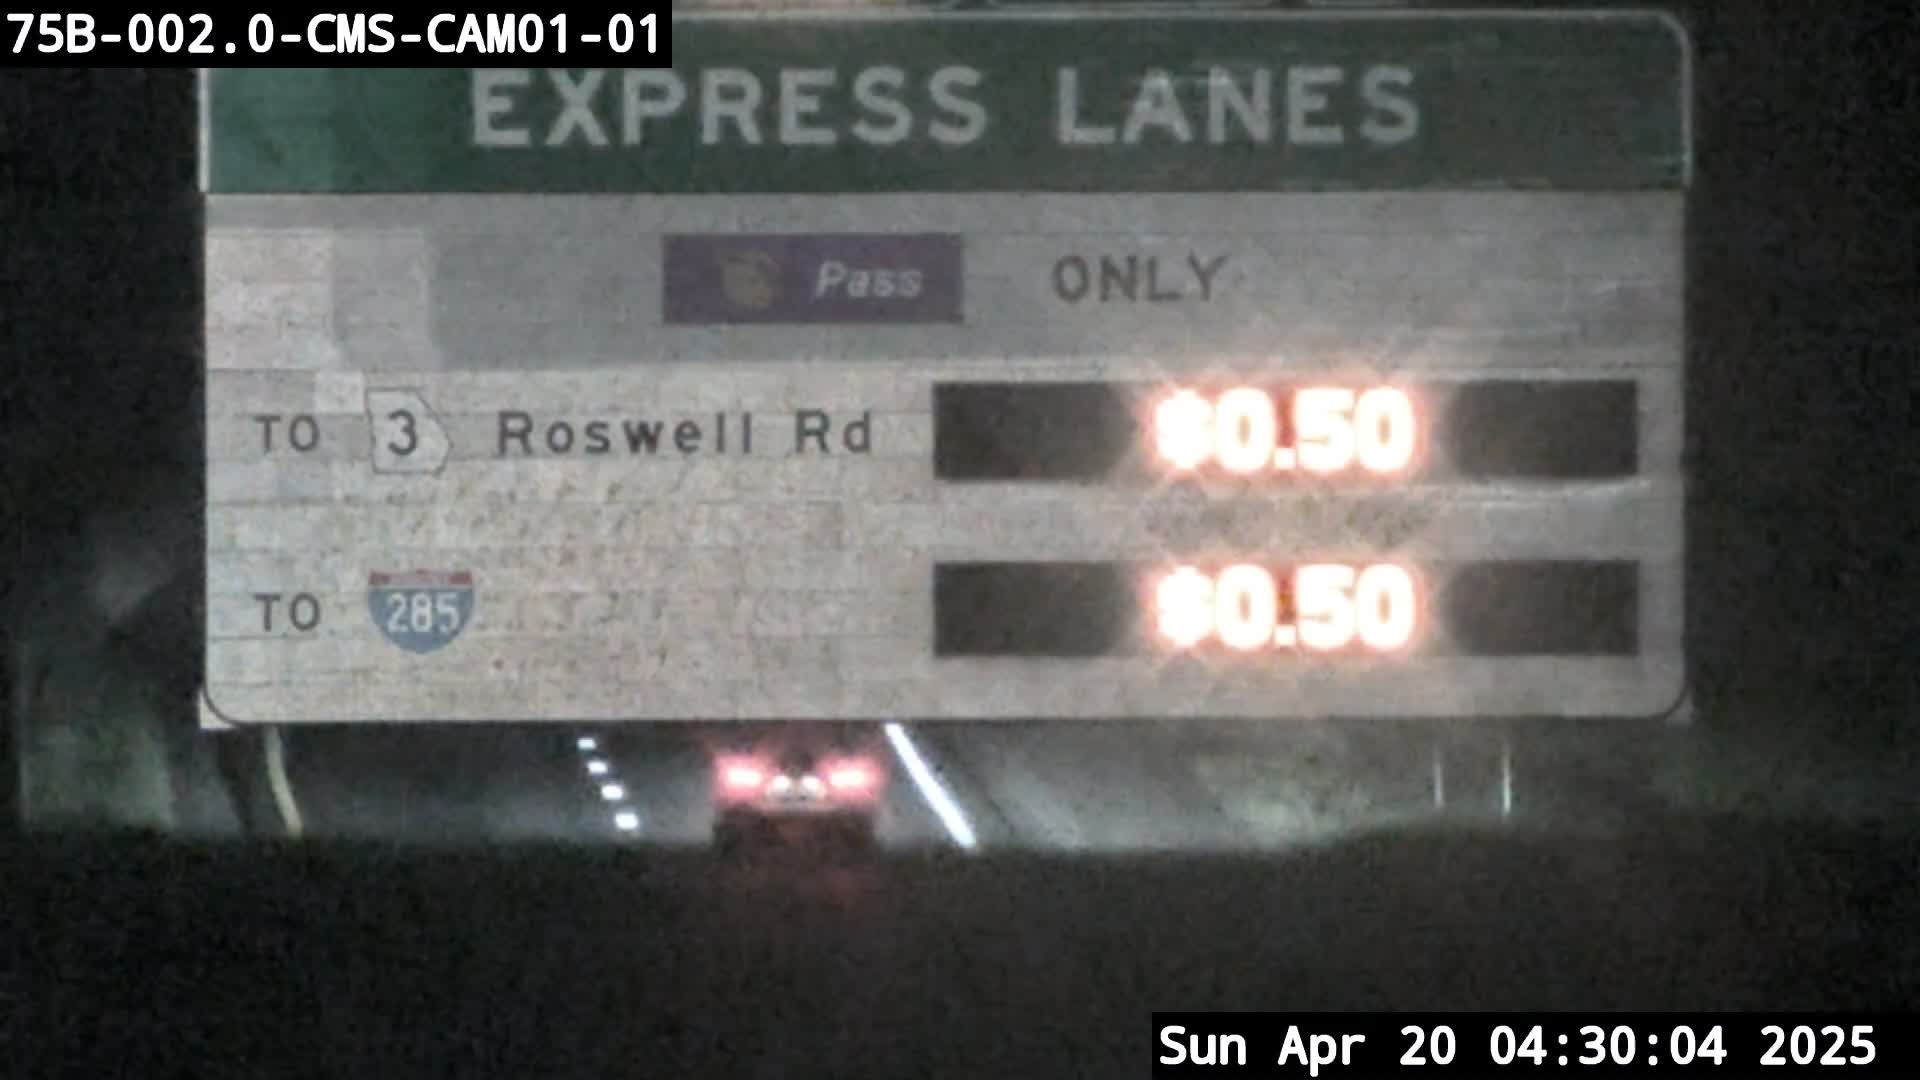 75B-002.0-CMS-CAM01-01
EXPRESS LANES
Pass ONLY
TO 3 Roswell Rd $0.50
TO 285 $0.50
Sun Apr 20 04:30:04 2025